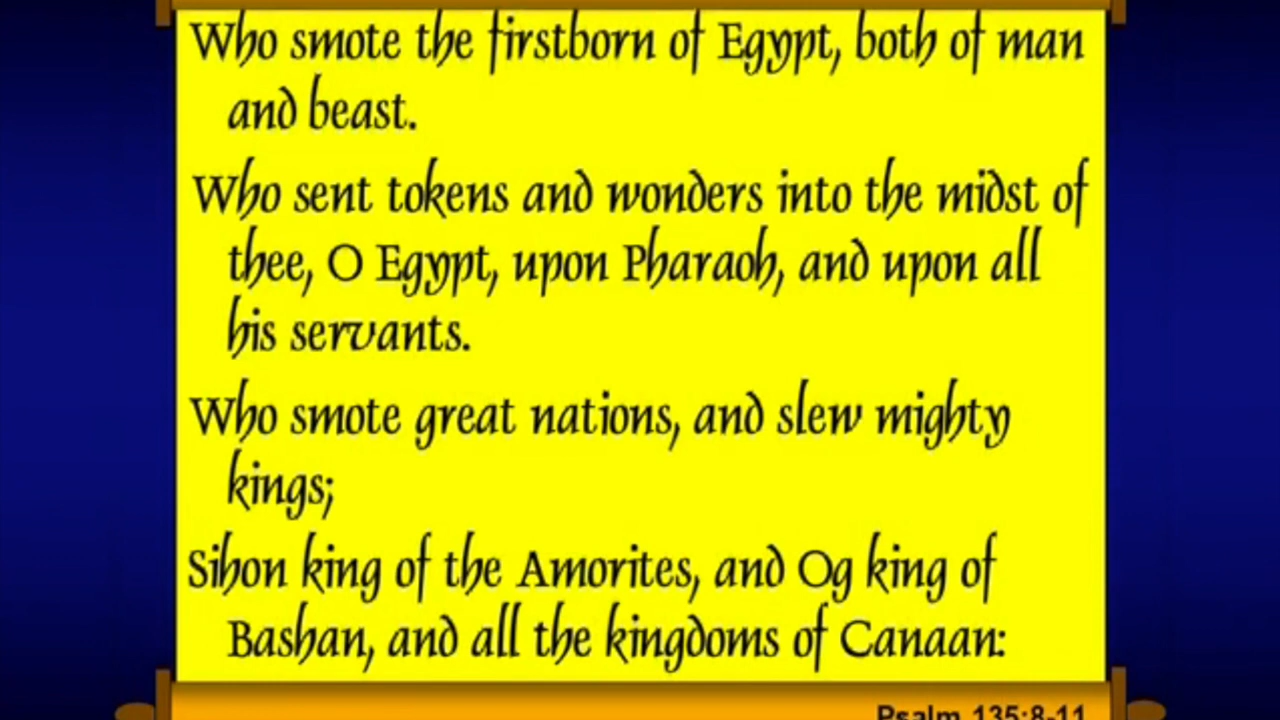 Who smote the firstborn of Egypt, both of man
and beast.
Who sent tokens and wonders into the midst of
thee, O Egypt, upon Pharaoh, and upon all
his servants.
Who smote great nations, and slew mighty
kings;
Sihon king of the Amorites, and Og king of
Bashan, and all the kingdoms of Canaan:
Psalm 135:8-11